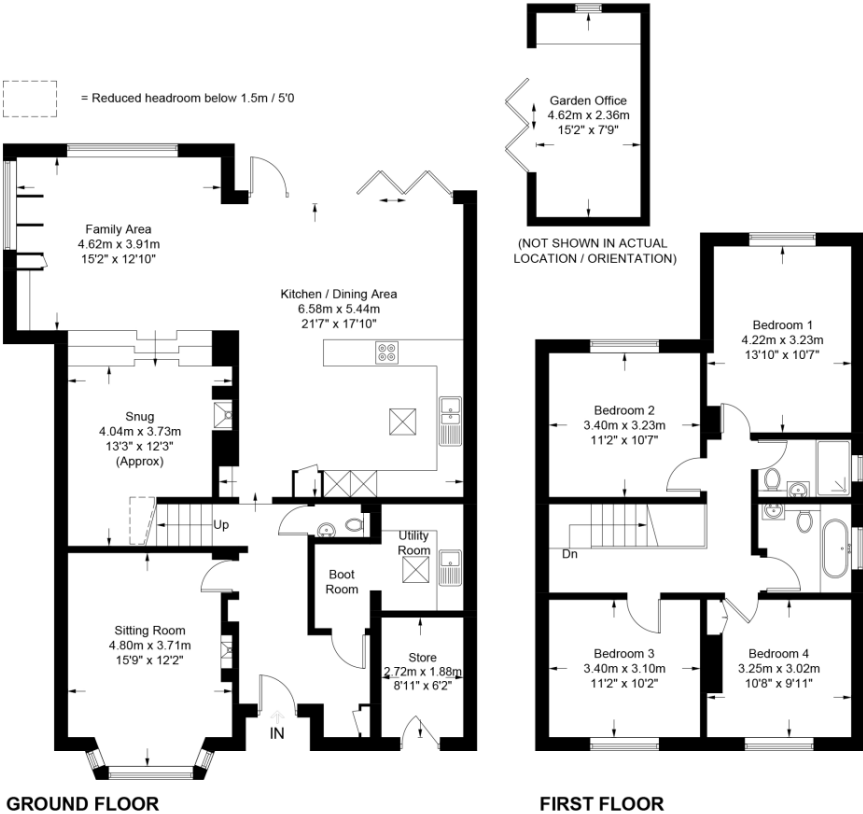 = Reduced headroom below 1.5m / 5'0
Garden Office
4.62m x 2.36m
15'2" x 7'9"
(NOT SHOWN IN ACTUAL
LOCATION / ORIENTATION)
Family Area
4.62m x 3.91m
15'2" x 12'10"
Kitchen / Dining Area
6.58m x 5.44m
21'7" x 17'10"
Snug
4.04m x 3.73m
13'3" x 12'3"
(Approx)
Up
Utility
Room
Boot
Room
Sitting Room
4.80m x 3.71m
15'9" x 12'2"
Store
2.72m x 1.88m
8'11" x 6'2"
IN
Bedroom 1
4.22m x 3.23m
13'10" x 10'7"
Bedroom 2
3.40m x 3.23m
11'2" x 10'7"
Dn
Bedroom 3
3.40m x 3.10m
11'2" x 10'2"
Bedroom 4
3.25m x 3.02m
10'8" x 9'11"
GROUND FLOOR
FIRST FLOOR